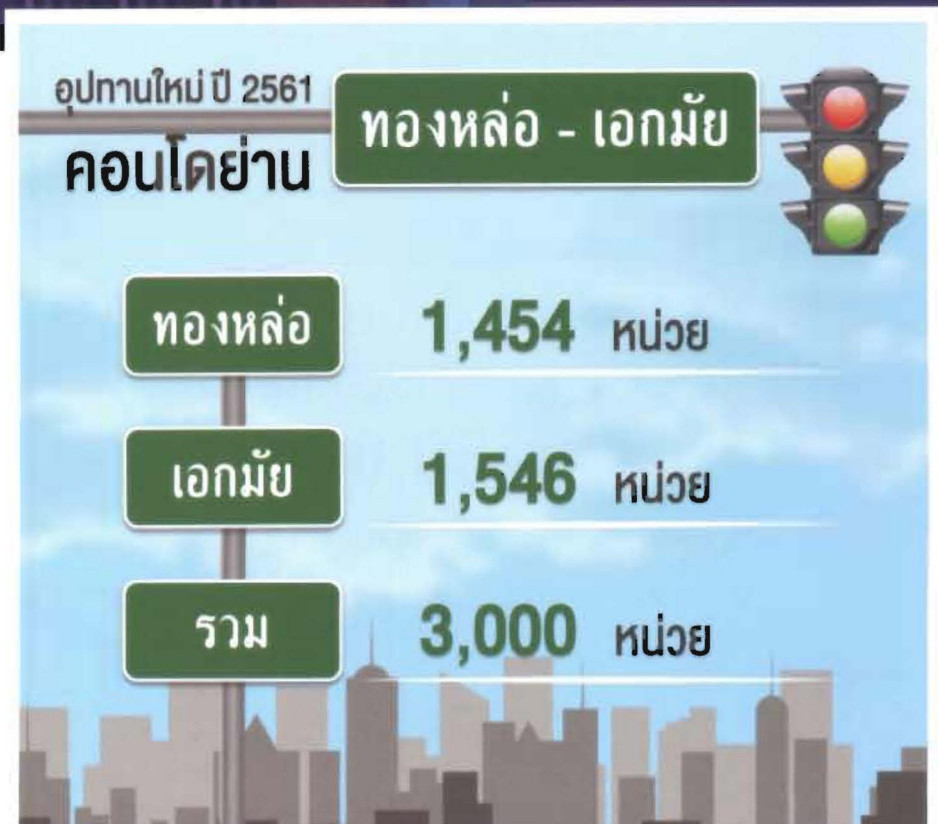 อุปทานใหม่ ปี 2561
คอนโดย่าน
ทองหล่อ - เอกมัย
ทองหล่อ 1,454 หน่วย
เอกมัย 1,546 หน่วย
รวม 3,000 หน่วย